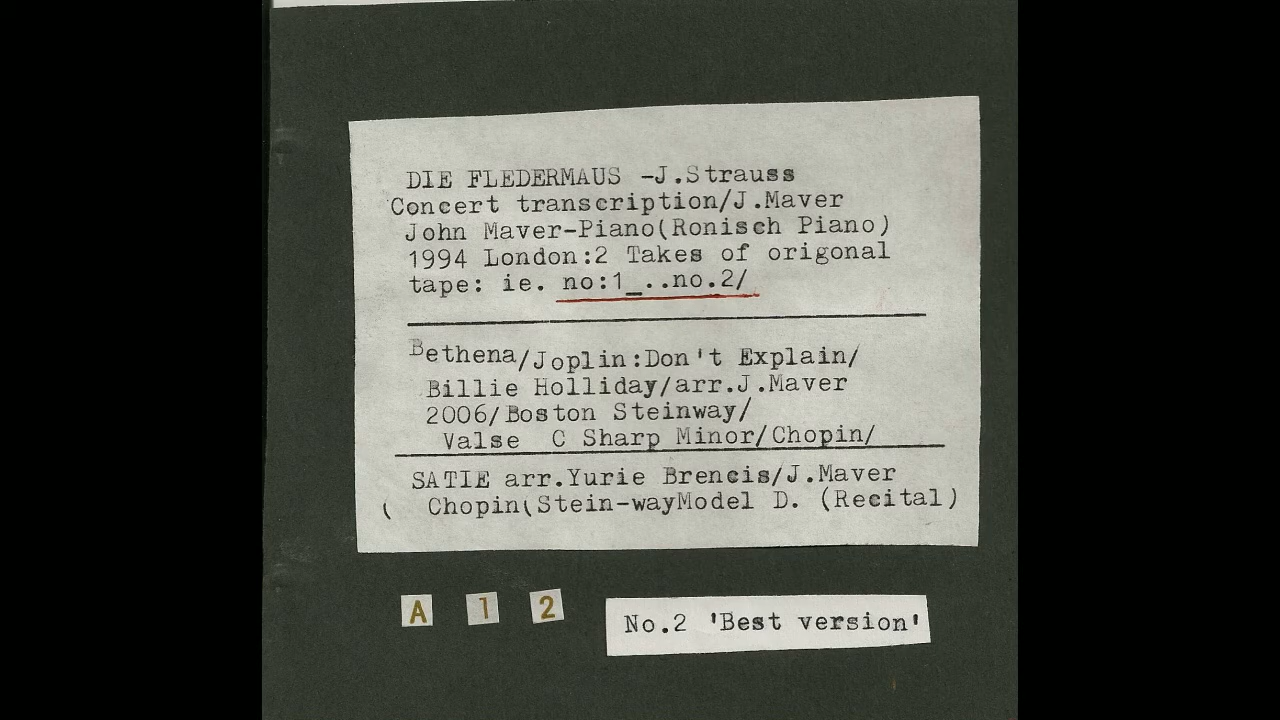 DIE FLEDERMAUS -J.Strauss
Concert transcription/J.Maver
John Maver-Piano(Ronisch Piano)
1994 London:2 Takes of origonal
tape: ie. no:1_..no.2/
Bethena/Joplin:Don't Explain/
Billie Holliday/arr.J.Maver
2006/Boston Steinway/
Valse C Sharp Minor/Chopin/
SATIE arr.Yurie Brencis/J.Maver
( Chopin(Stein-wayModel D. (Recital)
A 1 2
No.2 'Best version'